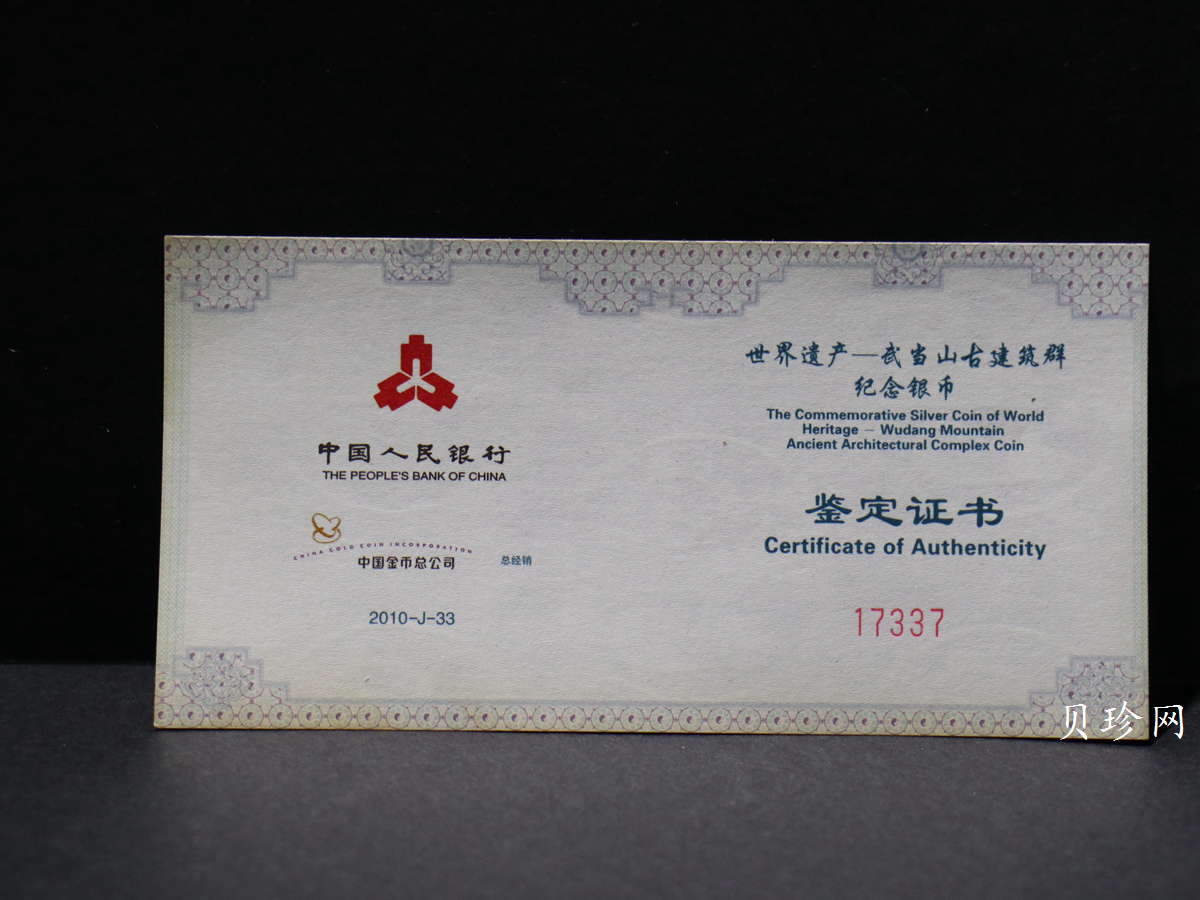 中国人民银行
THE PEOPLE'S BANK OF CHINA
CHINA GOLD COIN INCORPORATION
中国金币总公司 总经销
2010-J-33
世界遗产—武当山古建筑群
纪念银币
The Commemorative Silver Coin of World
Heritage — Wudang Mountain
Ancient Architectural Complex Coin
鉴定证书
Certificate of Authenticity
17337
贝珍网